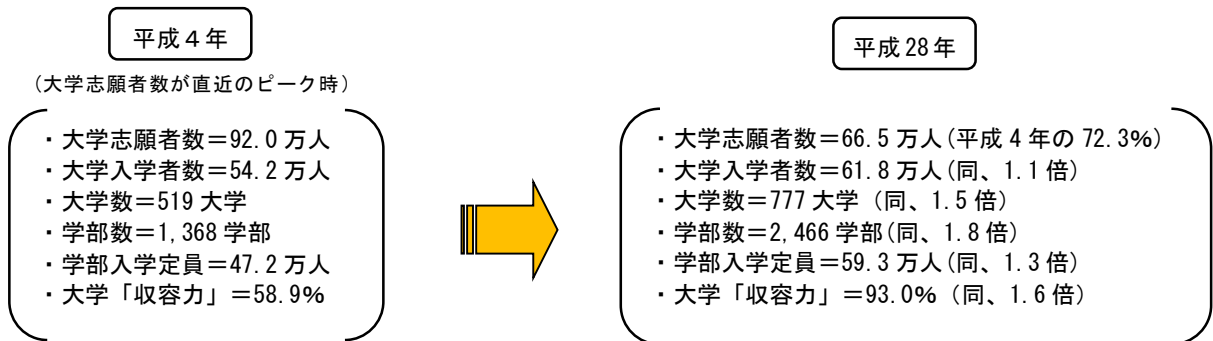 平成４年
（大学志願者数が直近のピーク時）
・大学志願者数＝92.0 万人
・大学入学者数＝54.2 万人
・大学数＝519 大学
・学部数＝1,368 学部
・学部入学定員＝47.2 万人
・大学「収容力」＝58.9%
平成 28 年
・大学志願者数＝66.5 万人(平成 4 年の 72.3%)
・大学入学者数＝61.8 万人(同、1.1 倍)
・大学数＝777 大学（同、1.5 倍）
・学部数＝2,466 学部(同、1.8 倍)
・学部入学定員＝59.3 万人(同、1.3 倍)
・大学「収容力」＝93.0%（同、1.6 倍）